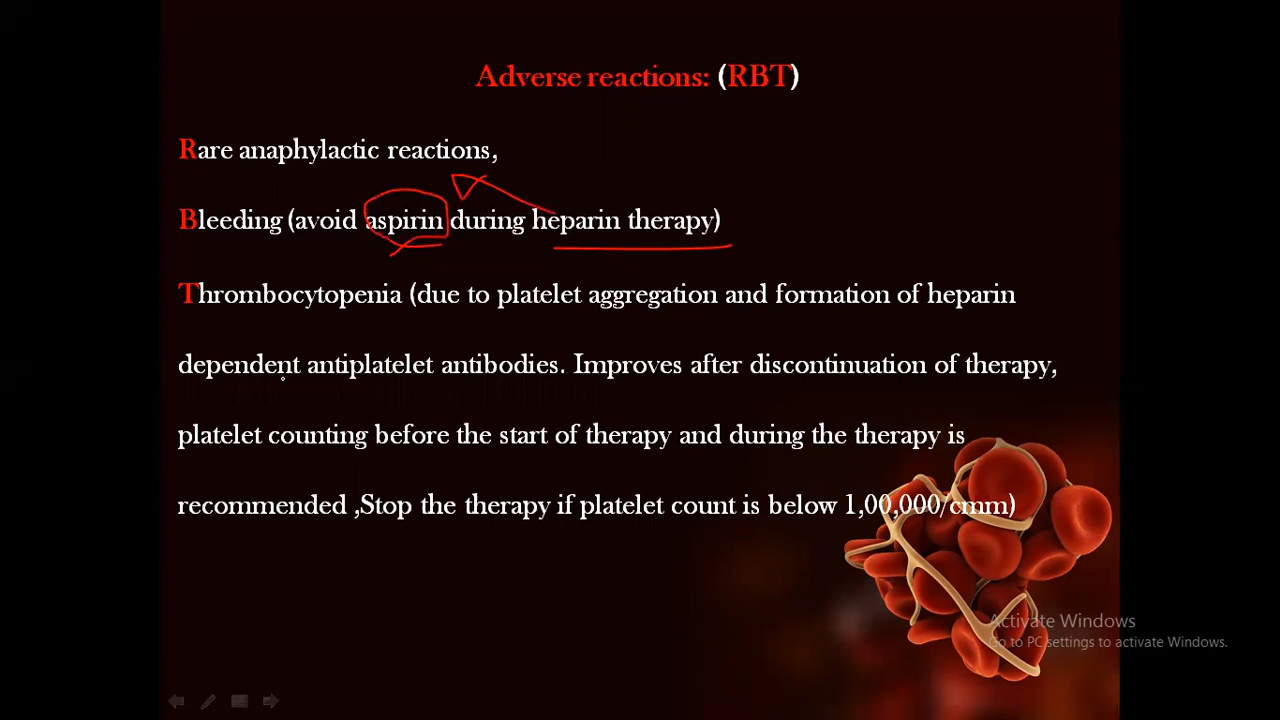 Adverse reactions: (RBT)
Rare anaphylactic reactions,
Bleeding (avoid aspirin during heparin therapy)
Thrombocytopenia (due to platelet aggregation and formation of heparin
dependent antiplatelet antibodies. Improves after discontinuation of therapy,
platelet counting before the start of therapy and during the therapy is
recommended ,Stop the therapy if platelet count is below 1,00,000/cmm)
Activate Windows
Go to PC settings to activate Windows.